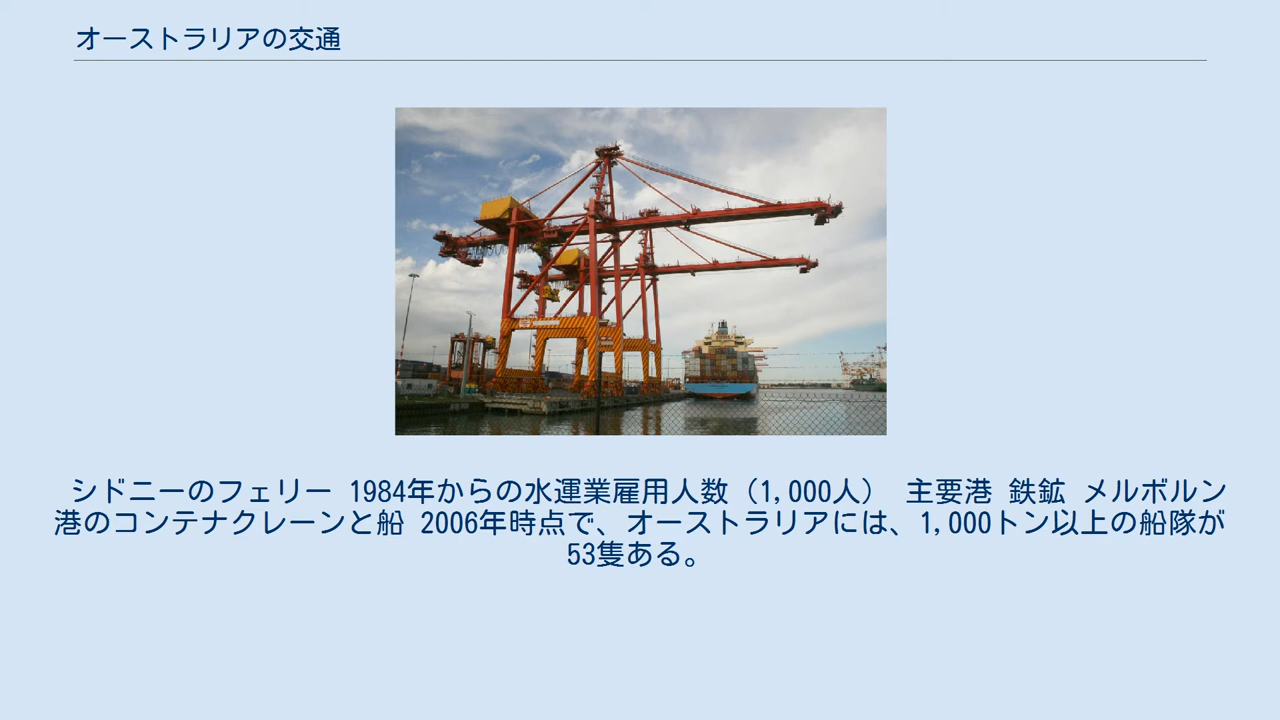 オーストラリアの交通
シドニーのフェリー 1984年からの水運業雇用人数（1,000人） 主要港 鉄鉱 メルボルン
港のコンテナクレーンと船 2006年時点で、オーストラリアには、1,000トン以上の船隊が
53隻ある。